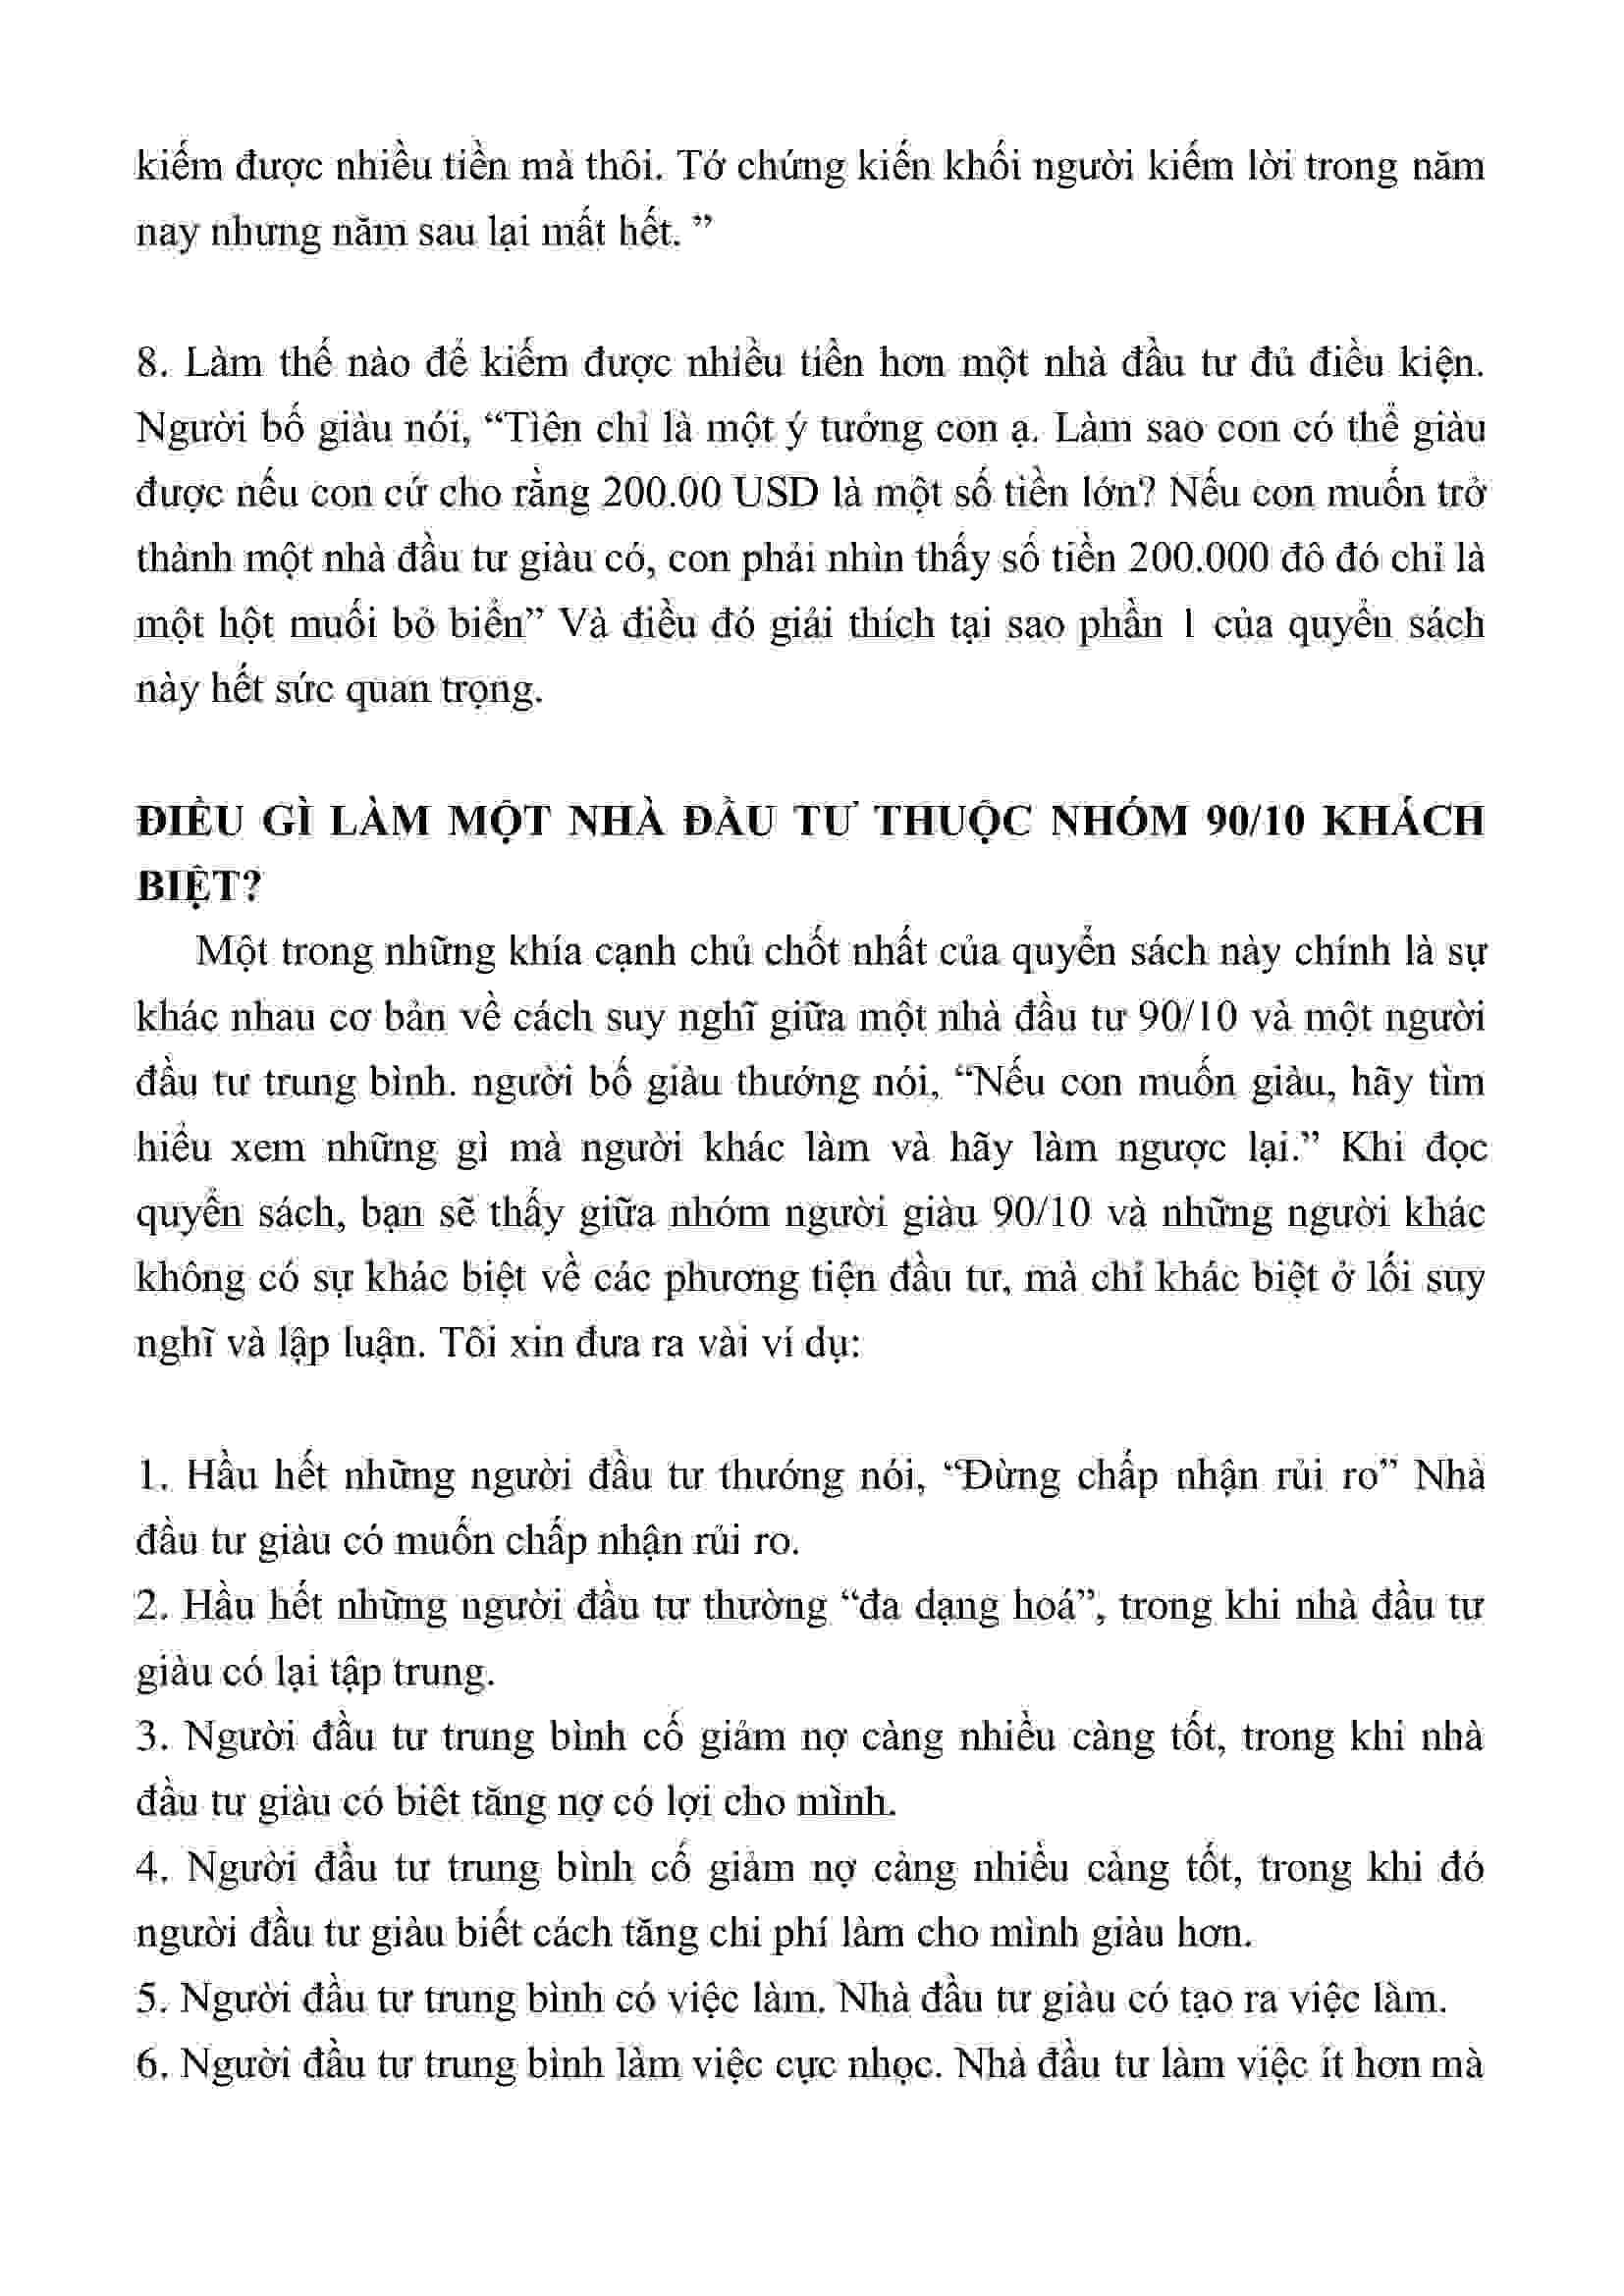 kiếm được nhiều tiền mà thôi. Tớ chứng kiến khối người kiếm lời trong năm
nay nhưng năm sau lại mất hết. ”
8. Làm thế nào để kiếm được nhiều tiền hơn một nhà đầu tư đủ điều kiện.
Người bố giàu nói, “Tiên chỉ là một ý tưởng con ạ. Làm sao con có thể giàu
được nếu con cứ cho rằng 200.00 USD là một số tiền lớn? Nếu con muốn trở
thành một nhà đầu tư giàu có, con phải nhìn thấy số tiền 200.000 đô đó chỉ là
một hột muối bỏ biển” Và điều đó giải thích tại sao phần 1 của quyển sách
này hết sức quan trọng.
ĐIỀU GÌ LÀM MỘT NHÀ ĐẦU TƯ THUỘC NHÓM 90/10 KHÁCH
BIỆT?
Một trong những khía cạnh chủ chốt nhất của quyển sách này chính là sự
khác nhau cơ bản về cách suy nghĩ giữa một nhà đầu tư 90/10 và một người
đầu tư trung bình. người bố giàu thướng nói, “Nếu con muốn giàu, hãy tìm
hiểu xem những gì mà người khác làm và hãy làm ngược lại.” Khi đọc
quyển sách, bạn sẽ thấy giữa nhóm người giàu 90/10 và những người khác
không có sự khác biệt về các phương tiện đầu tư, mà chỉ khác biệt ở lối suy
nghĩ và lập luận. Tôi xin đưa ra vài ví dụ:
1. Hầu hết những người đầu tư thướng nói, “Đừng chấp nhận rủi ro” Nhà
đầu tư giàu có muốn chấp nhận rủi ro.
2. Hầu hết những người đầu tư thường “đa dạng hoá”, trong khi nhà đầu tư
giàu có lại tập trung.
3. Người đầu tư trung bình cố giảm nợ càng nhiều càng tốt, trong khi nhà
đầu tư giàu có biêt tăng nợ có lợi cho mình.
4. Người đầu tư trung bình cố giảm nợ càng nhiều càng tốt, trong khi đó
người đầu tư giàu biết cách tăng chi phí làm cho mình giàu hơn.
5. Người đầu tư trung bình có việc làm. Nhà đầu tư giàu có tạo ra việc làm.
6. Người đầu tư trung bình làm việc cực nhọc. Nhà đầu tư làm việc ít hơn mà